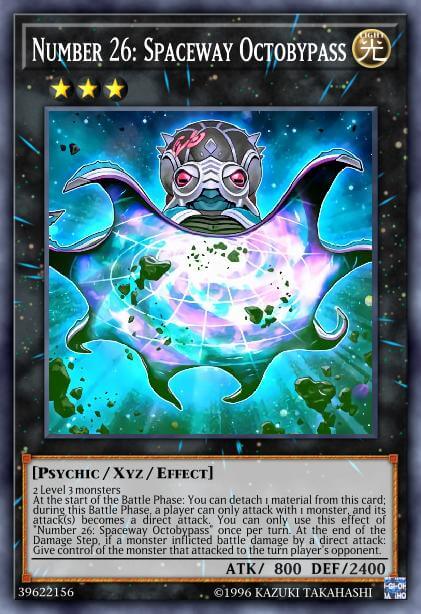 NUMBER 26: SPACEWAY OCTOBYPASS
LIGHT
光
[PSYCHIC / XYZ / EFFECT]
2 Level 3 monsters
At the start of the Battle Phase: You can detach 1 material from this card;
during this Battle Phase, a player can only attack with 1 monster, and its
attack(s) becomes a direct attack. You can only use this effect of
"Number 26: Spaceway Octobypass" once per turn. At the end of the
Damage Step, if a monster inflicted battle damage by a direct attack:
Give control of the monster that attacked to the turn player's opponent.
ATK/ 800 DEF/2400
39622156
©1996 KAZUKI TAKAHASHI